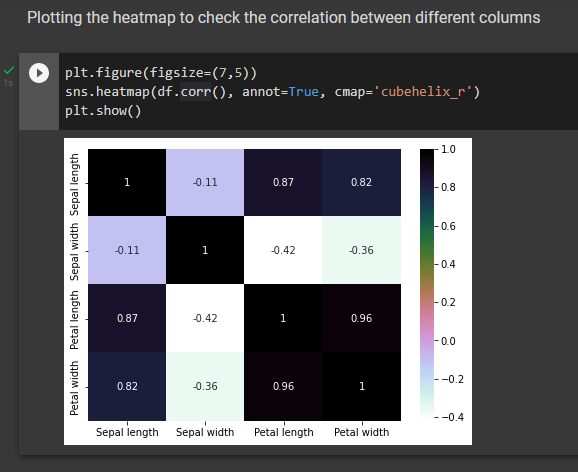 Plotting the heatmap to check the correlation between different columns
1s
plt.figure(figsize=(7,5))
sns.heatmap(df.corr(), annot=True, cmap='cubehelix_r')
plt.show()
Sepal length
1
-0.11
0.87
0.82
Sepal width
-0.11
1
-0.42
-0.36
Petal length
0.87
-0.42
1
0.96
Petal width
0.82
-0.36
0.96
1
Sepal length
Sepal width
Petal length
Petal width
1.0
0.8
0.6
0.4
0.2
0.0
−0.2
−0.4